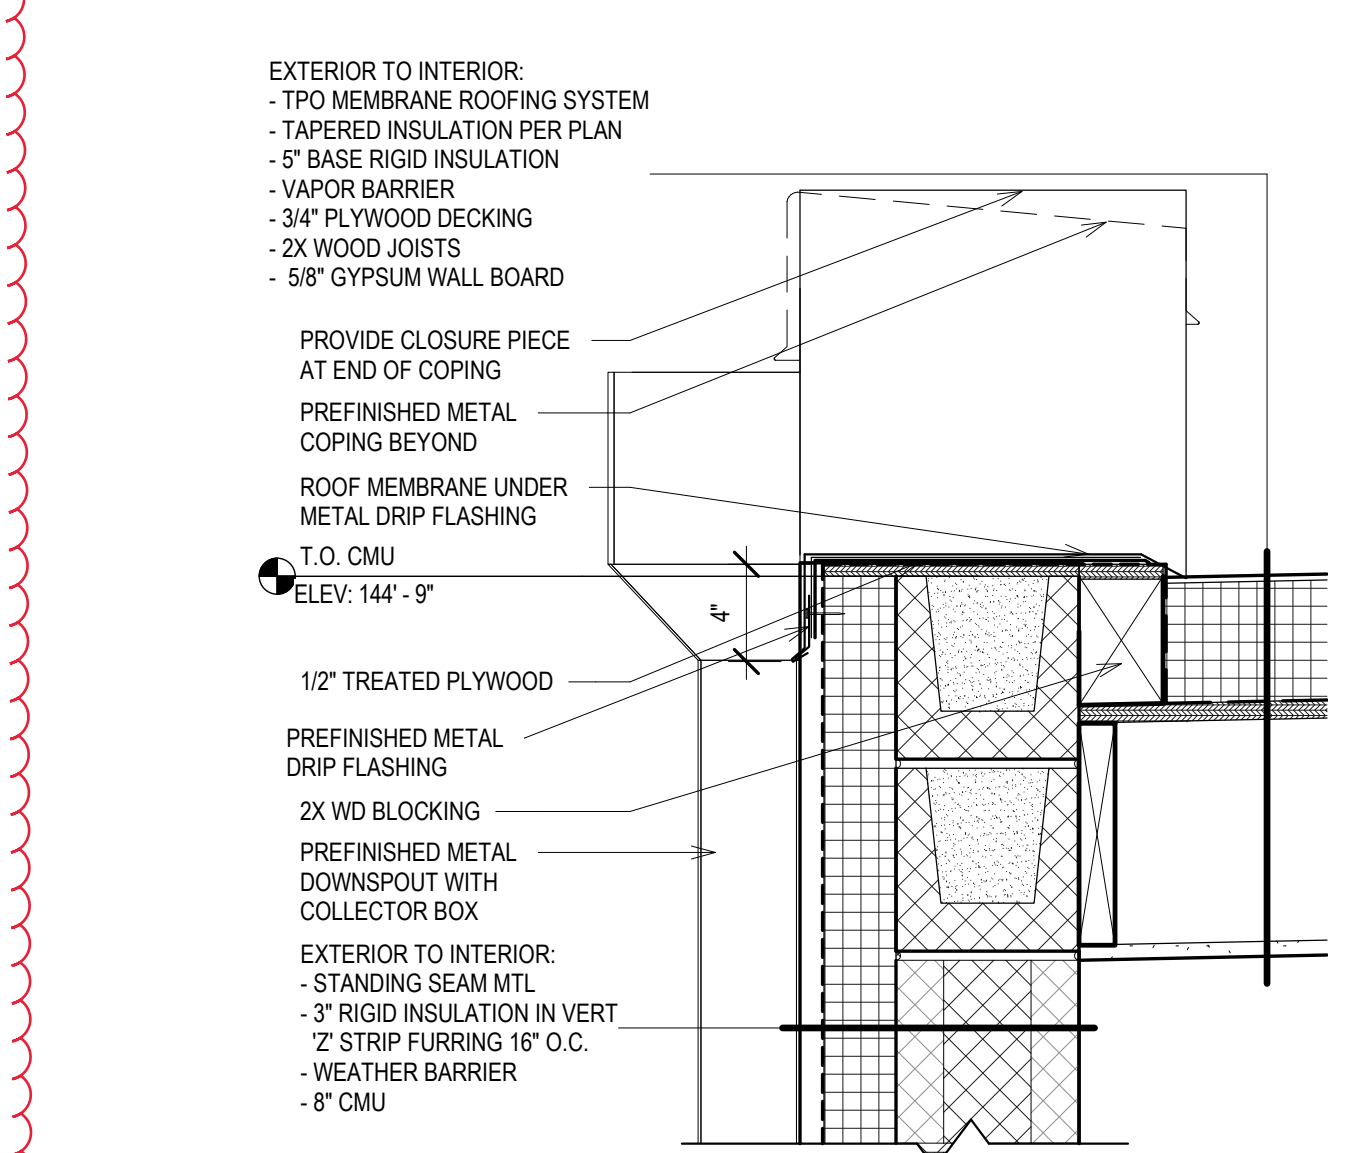 EXTERIOR TO INTERIOR:
- TPO MEMBRANE ROOFING SYSTEM
- TAPERED INSULATION PER PLAN
- 5" BASE RIGID INSULATION
- VAPOR BARRIER
- 3/4" PLYWOOD DECKING
- 2X WOOD JOISTS
- 5/8" GYPSUM WALL BOARD
PROVIDE CLOSURE PIECE
AT END OF COPING
PREFINISHED METAL
COPING BEYOND
ROOF MEMBRANE UNDER
METAL DRIP FLASHING
T.O. CMU
ELEV: 144' - 9"
4"
1/2" TREATED PLYWOOD
PREFINISHED METAL
DRIP FLASHING
2X WD BLOCKING
PREFINISHED METAL
DOWNSPOUT WITH
COLLECTOR BOX
EXTERIOR TO INTERIOR:
- STANDING SEAM MTL
- 3" RIGID INSULATION IN VERT
'Z' STRIP FURRING 16" O.C.
- WEATHER BARRIER
- 8" CMU